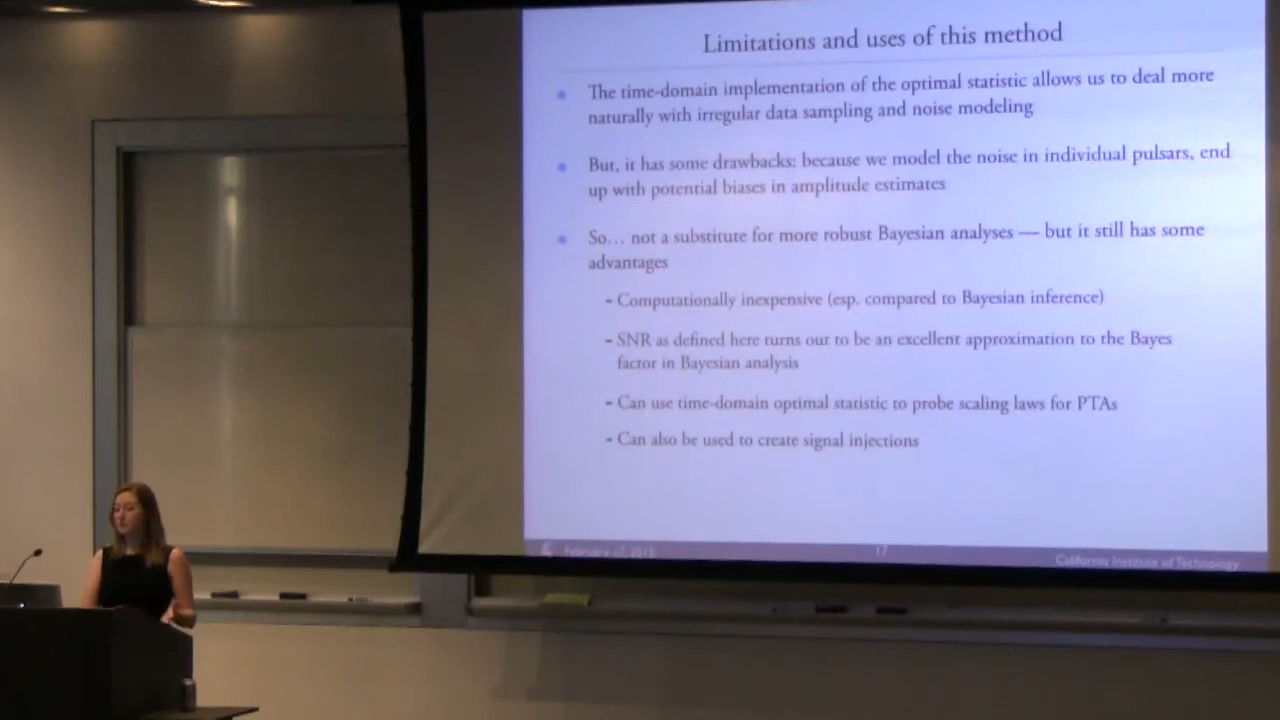 Limitations and uses of this method
The time-domain implementation of the optimal statistic allows us to deal more
naturally with irregular data sampling and noise modeling
But, it has some drawbacks: because we model the noise in individual pulsars, end
up with potential biases in amplitude estimates
So... not a substitute for more robust Bayesian analyses — but it still has some
advantages
- Computationally inexpensive (esp. compared to Bayesian inference)
- SNR as defined here turns out to be an excellent approximation to the Bayes
factor in Bayesian analysis
- Can use time-domain optimal statistic to probe scaling laws for PTAs
- Can also be used to create signal injections
February 17, 2015
17
California Institute of Technology